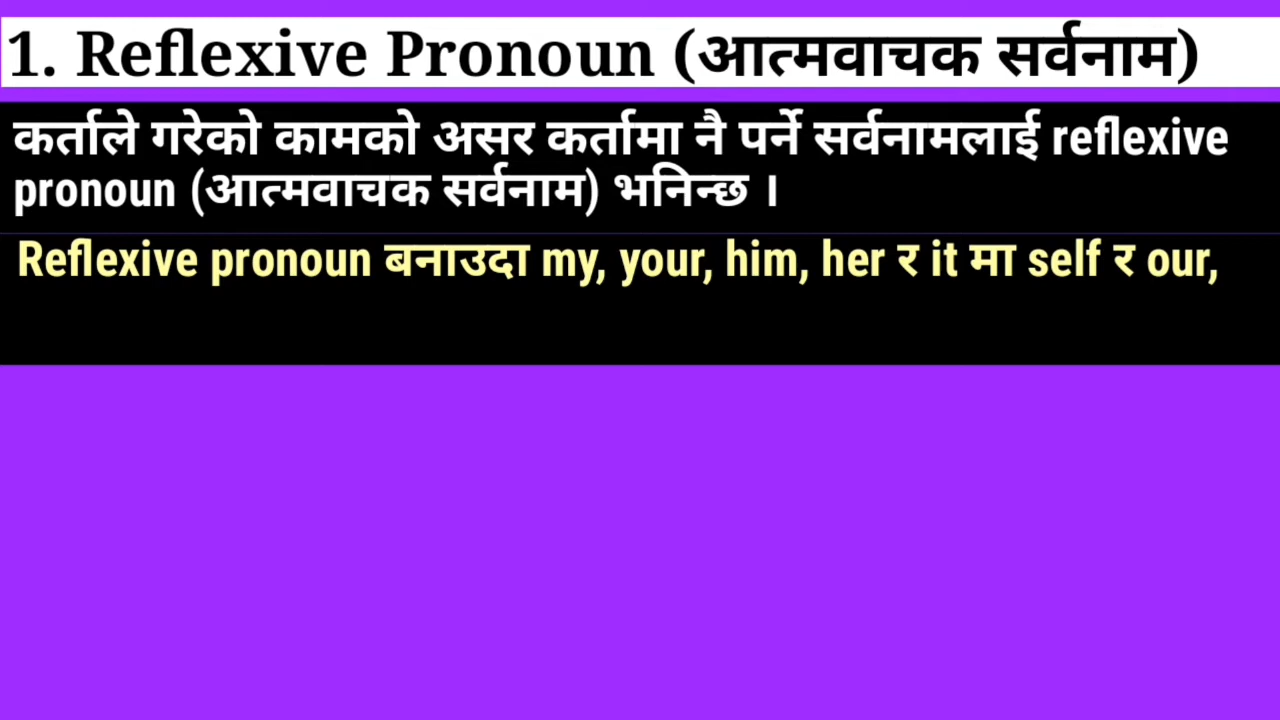 1. Reflexive Pronoun (आत्मवाचक सर्वनाम)
कर्ताले गरेको कामको असर कर्तामा नै पर्ने सर्वनामलाई reflexive
pronoun (आत्मवाचक सर्वनाम) भनिन्छ ।
Reflexive pronoun बनाउदा my, your, him, her र it मा self र our,